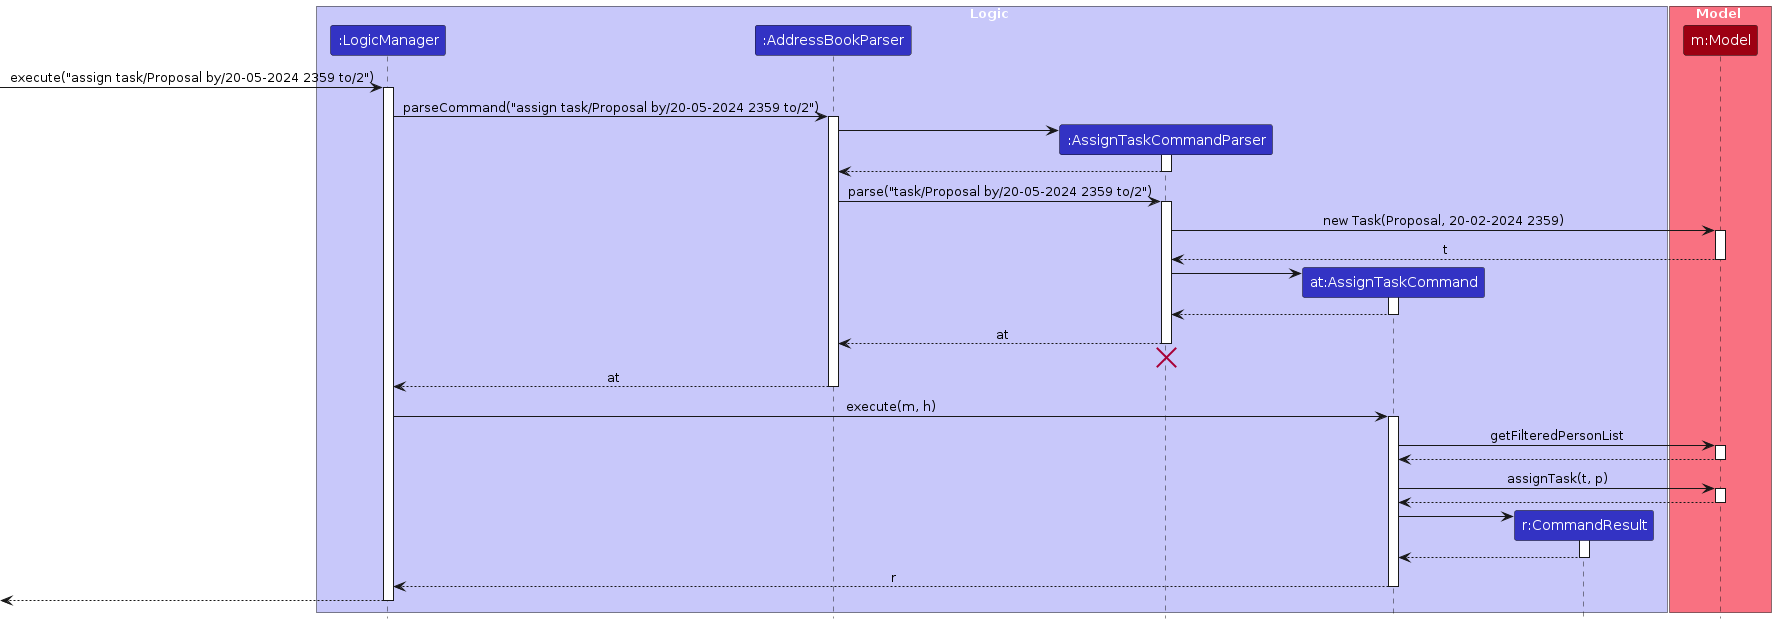 Logic
Model
:LogicManager
:AddressBookParser
m:Model
execute("assign task/Proposal by/20-05-2024 2359 to/2")
parseCommand("assign task/Proposal by/20-05-2024 2359 to/2")
:AssignTaskCommandParser
parse("task/Proposal by/20-05-2024 2359 to/2")
new Task(Proposal, 20-02-2024 2359)
t
at:AssignTaskCommand
at
at
execute(m, h)
getFilteredPersonList
assignTask(t, p)
r:CommandResult
r